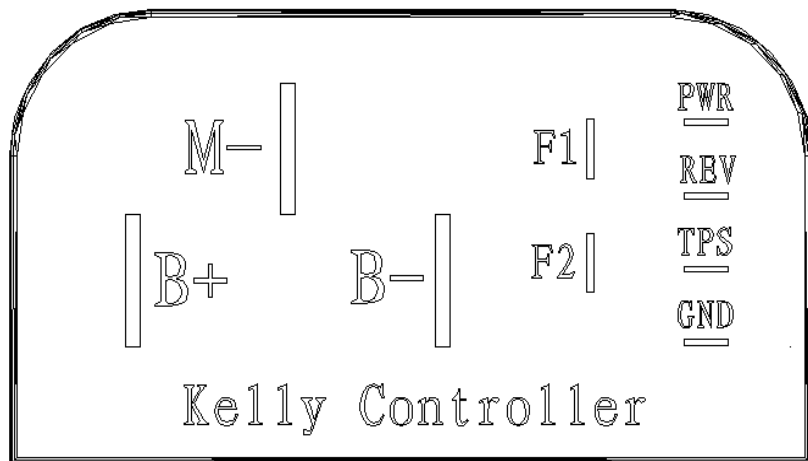 PWR
M-
F1
REV
TPS
B+
B-
F2
GND
Kelly Controller